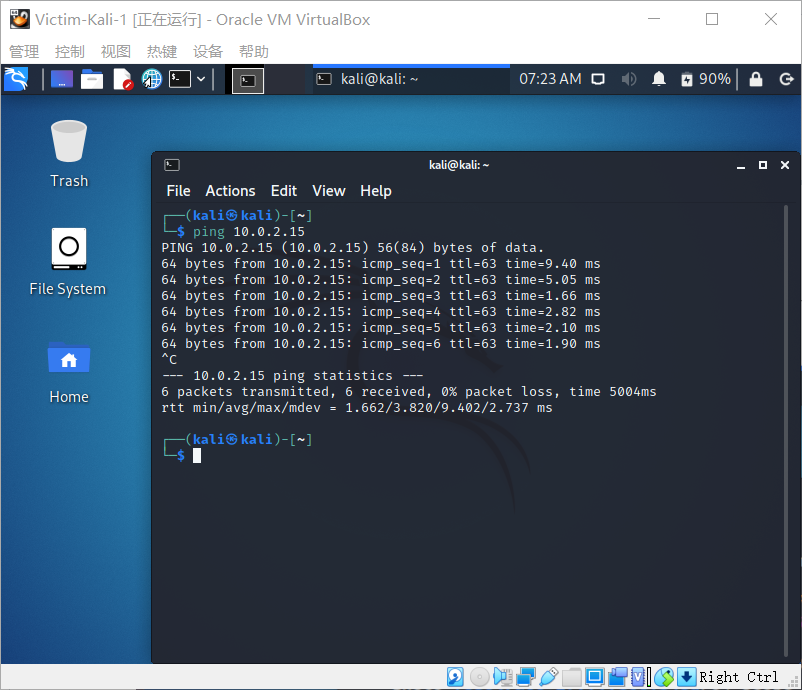 Victim-Kali-1 [正在运行] - Oracle VM VirtualBox
管理 控制 视图 热键 设备 帮助
kali@kali: ~ 07:23 AM 90%
Trash
File System
Home
kali@kali: ~
File Actions Edit View Help
┌──(kali㉿kali)-[~]
└─$ ping 10.0.2.15
PING 10.0.2.15 (10.0.2.15) 56(84) bytes of data.
64 bytes from 10.0.2.15: icmp_seq=1 ttl=63 time=9.40 ms
64 bytes from 10.0.2.15: icmp_seq=2 ttl=63 time=5.05 ms
64 bytes from 10.0.2.15: icmp_seq=3 ttl=63 time=1.66 ms
64 bytes from 10.0.2.15: icmp_seq=4 ttl=63 time=2.82 ms
64 bytes from 10.0.2.15: icmp_seq=5 ttl=63 time=2.10 ms
64 bytes from 10.0.2.15: icmp_seq=6 ttl=63 time=1.90 ms
^C
--- 10.0.2.15 ping statistics ---
6 packets transmitted, 6 received, 0% packet loss, time 5004ms
rtt min/avg/max/mdev = 1.662/3.820/9.402/2.737 ms
┌──(kali㉿kali)-[~]
└─$
Right Ctrl